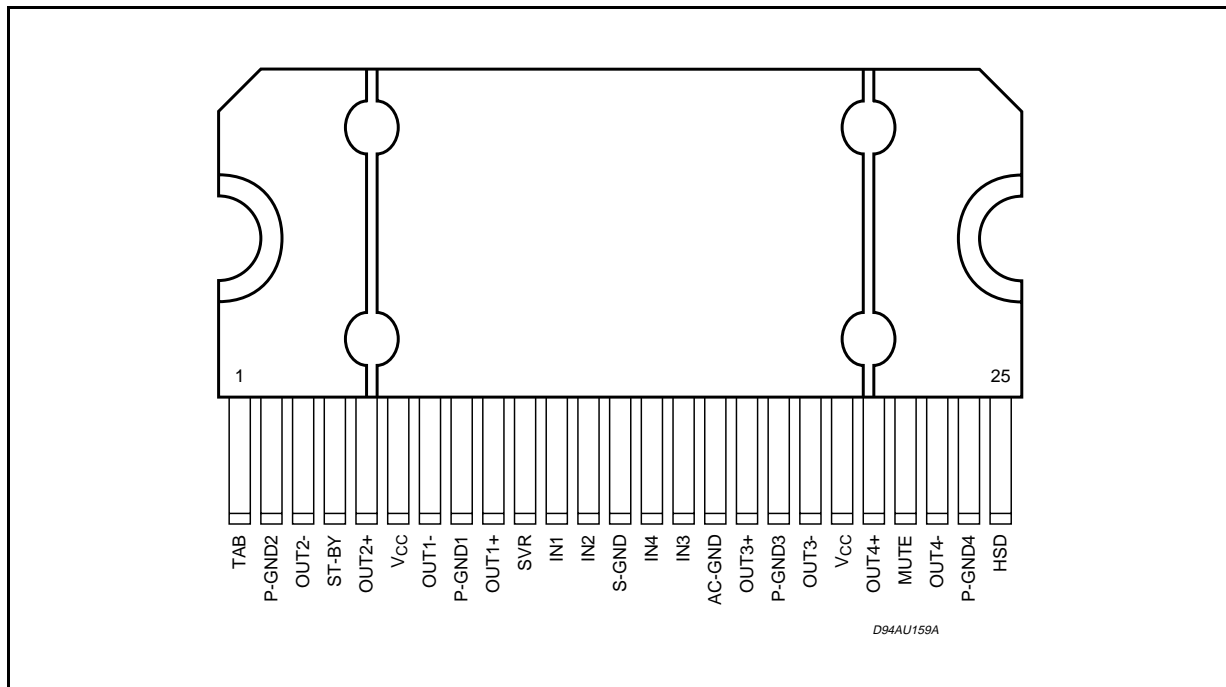 1
25
TAB
P-GND2
OUT2-
ST-BY
OUT2+
VCC
OUT1-
P-GND1
OUT1+
SVR
IN1
IN2
S-GND
IN4
IN3
AC-GND
OUT3+
P-GND3
OUT3-
VCC
OUT4+
MUTE
OUT4-
P-GND4
HSD
D94AU159A